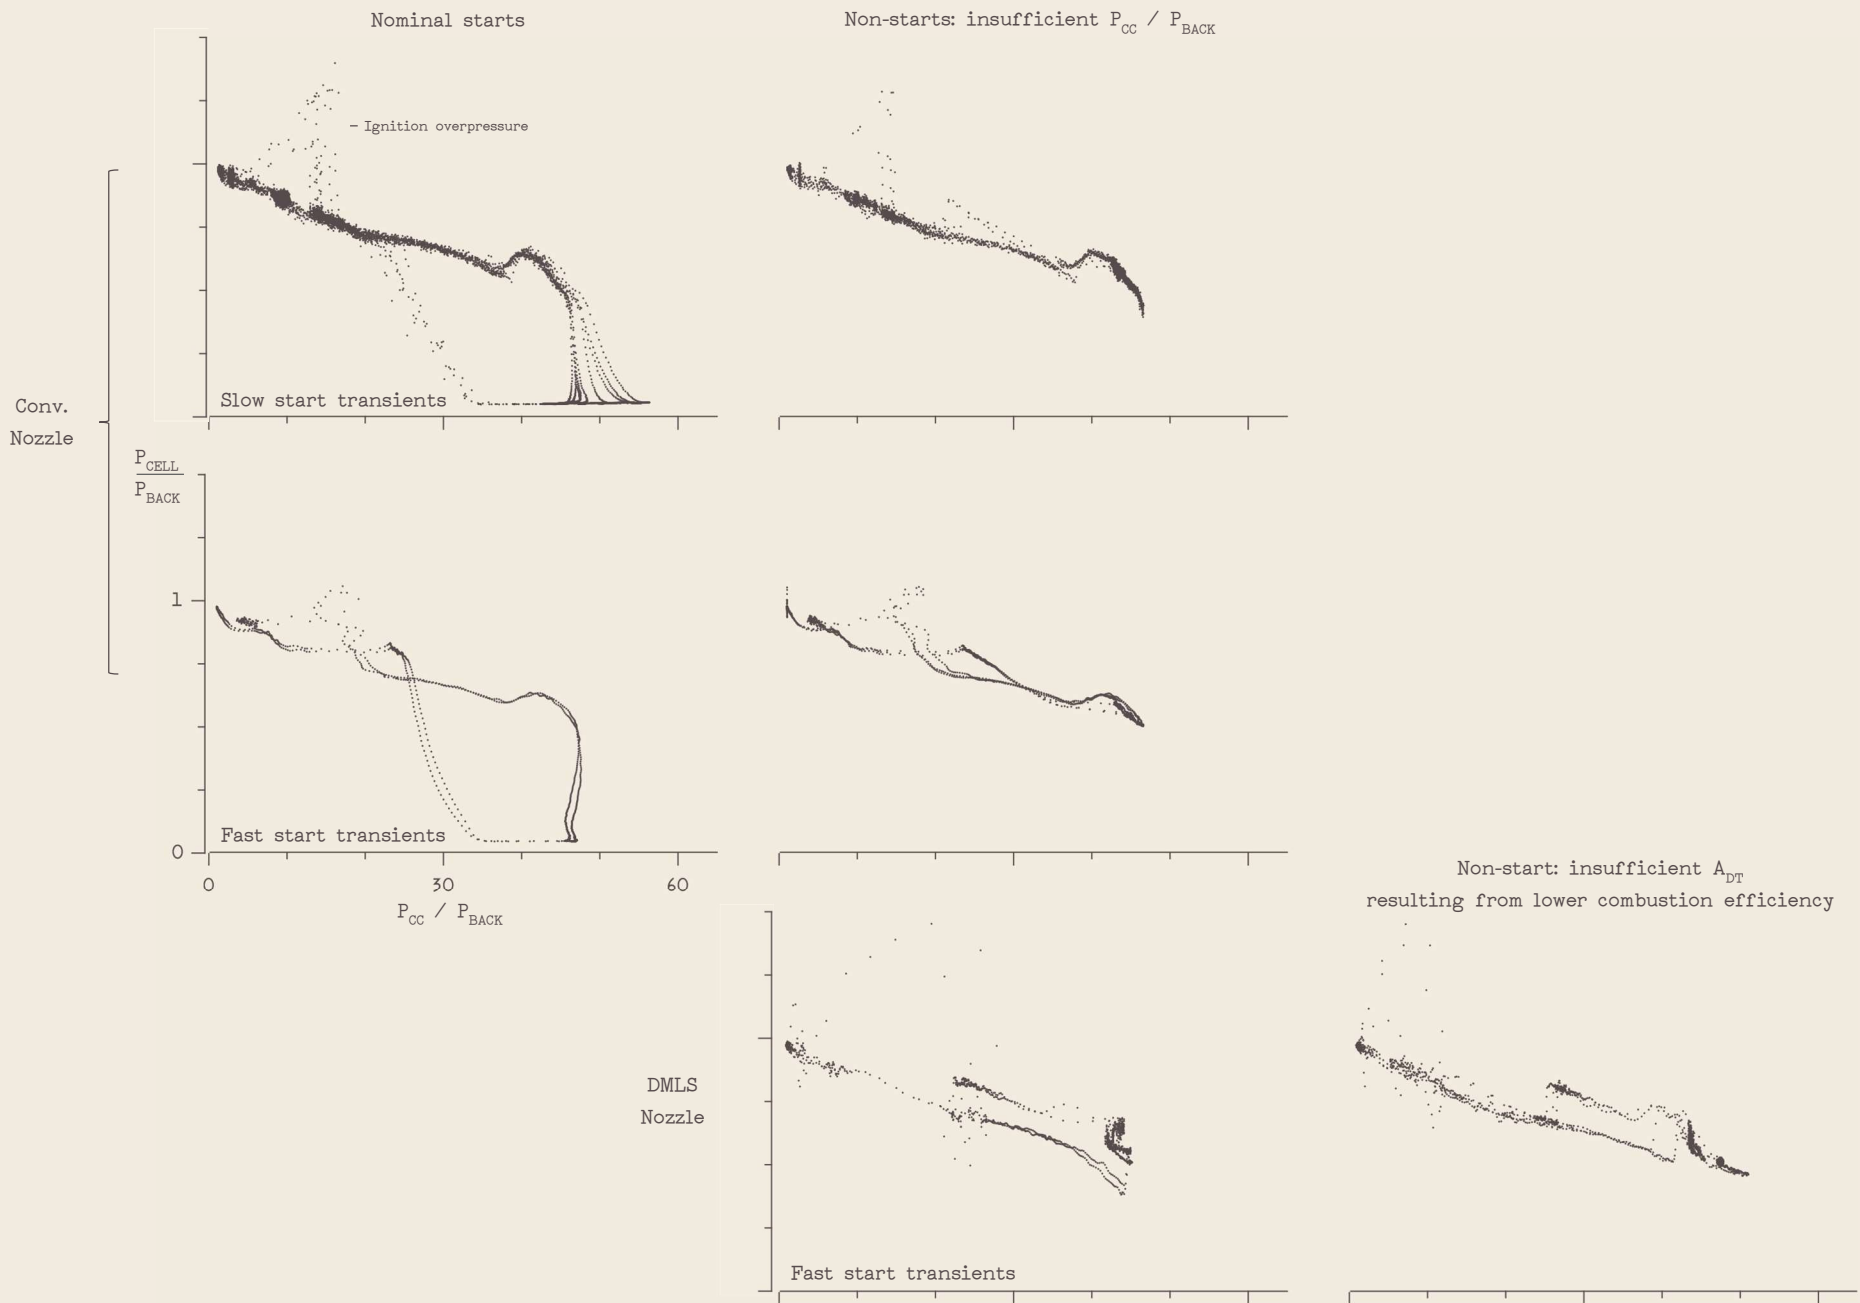 Nominal starts
Non-starts: insufficient P_CC / P_BACK
– Ignition overpressure
Slow start transients
Conv.
Nozzle
P_CELL
P_BACK
1
Fast start transients
0
0 30 60
P_CC / P_BACK
Non-start: insufficient A_DT
resulting from lower combustion efficiency
DMLS
Nozzle
Fast start transients